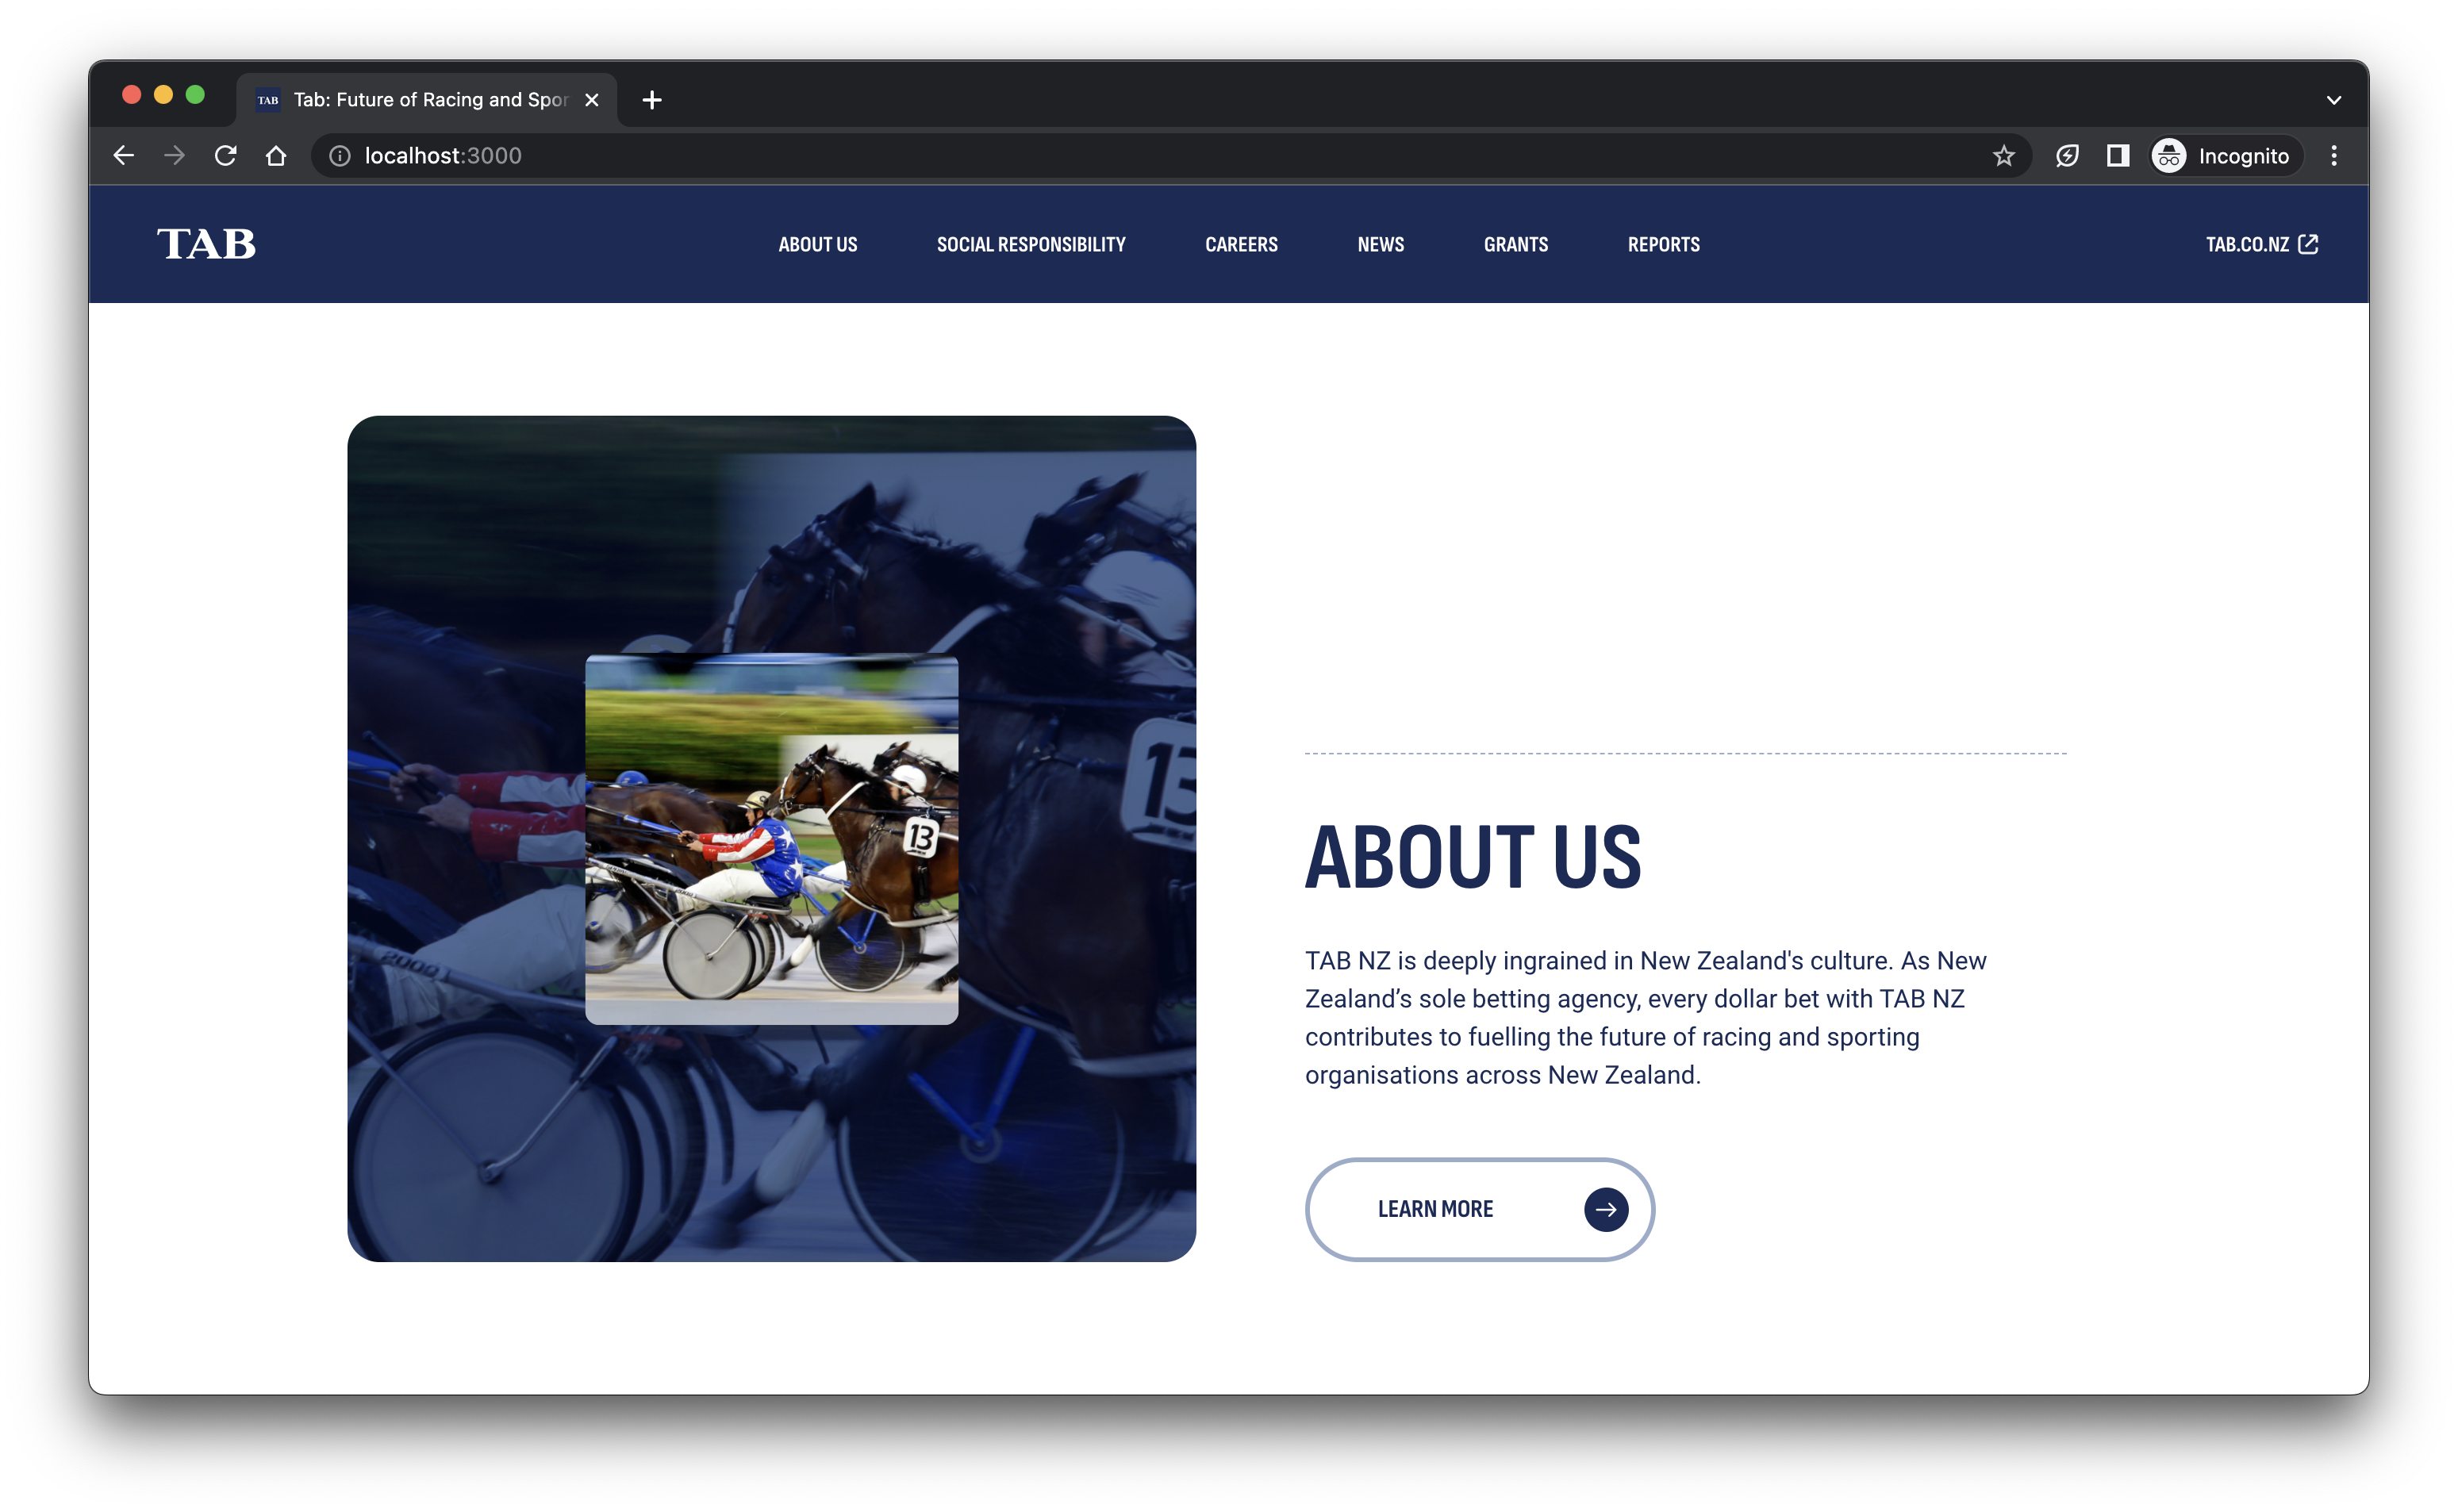 TAB
Tab: Future of Racing and Spor
localhost:3000
Incognito
TAB
ABOUT US
SOCIAL RESPONSIBILITY
CAREERS
NEWS
GRANTS
REPORTS
TAB.CO.NZ
13
13
2009
ABOUT US
TAB NZ is deeply ingrained in New Zealand's culture. As New
Zealand’s sole betting agency, every dollar bet with TAB NZ
contributes to fuelling the future of racing and sporting
organisations across New Zealand.
LEARN MORE